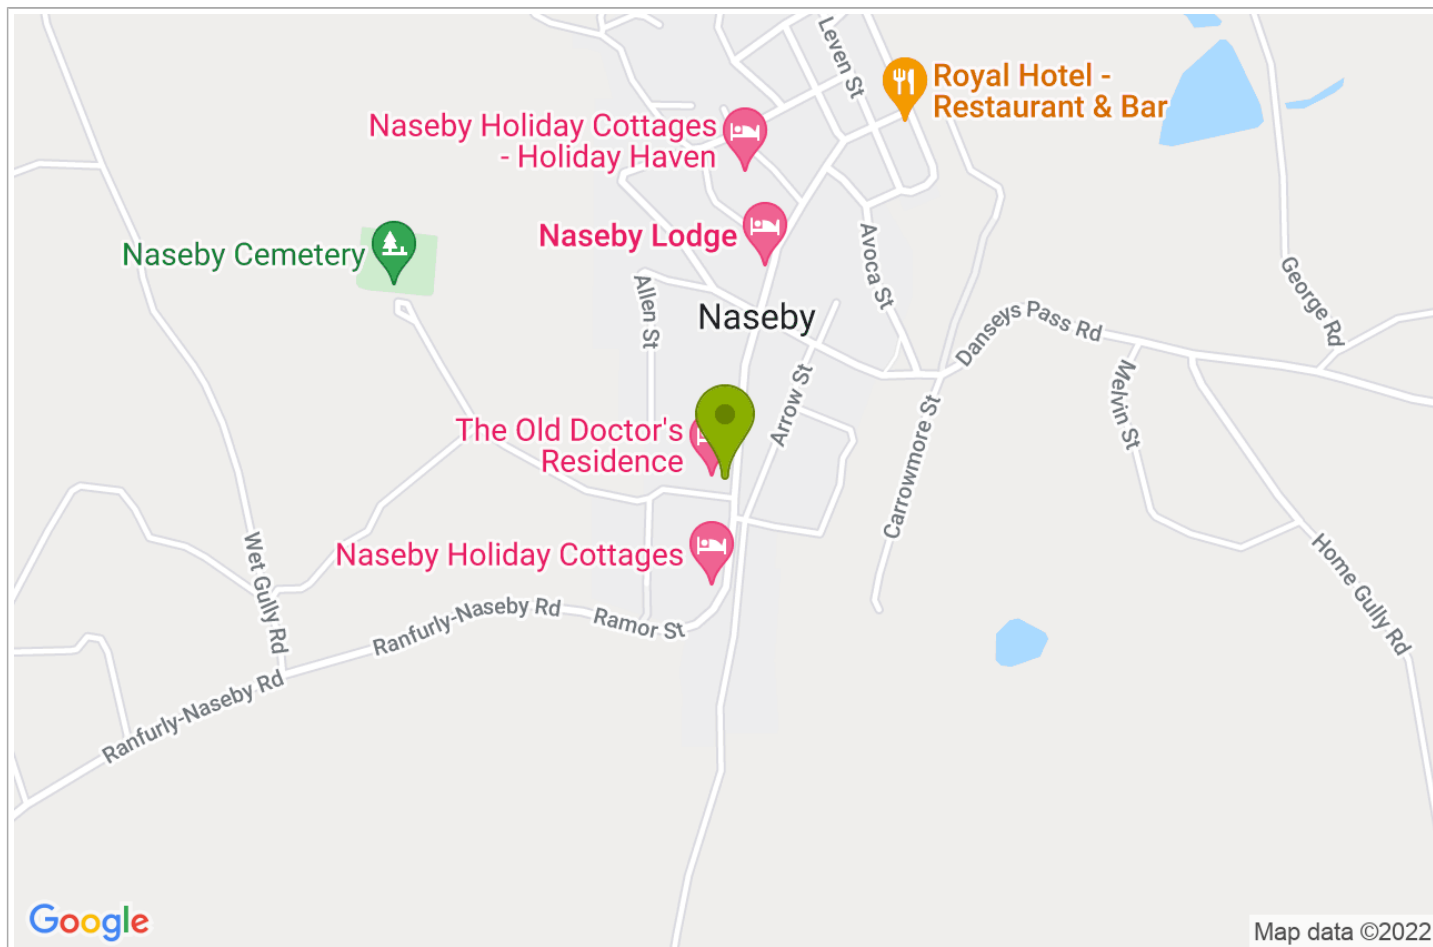 Leven St
Royal Hotel -
Restaurant & Bar
Naseby Holiday Cottages
- Holiday Haven
Naseby Lodge
Naseby Cemetery
Avoca St
George Rd
Allen St
Naseby
Danseys Pass Rd
Melvin St
Arrow St
The Old Doctor's
Residence
Carrowmore St
Naseby Holiday Cottages
Wet Gully Rd
Home Gully Rd
Ranfurly-Naseby Rd
Ramor St
Ranfurly-Naseby Rd
Google
Map data ©2022